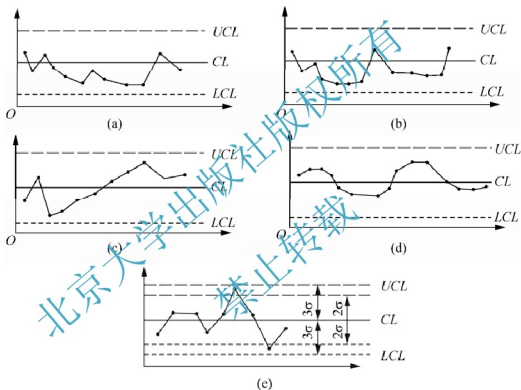 UCL
CL
LCL
O
(a)
UCL
CL
LCL
O
(b)
UCL
CL
LCL
O
(c)
UCL
CL
LCL
O
(d)
UCL
3σ 2σ
CL
3σ 2σ
LCL
(e)
北京大学出版社版权所有
禁止转载